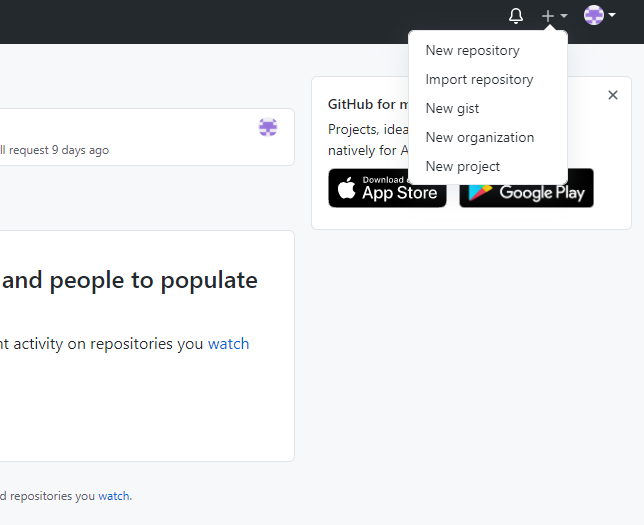 New repository
Import repository
New gist
New organization
New project
GitHub for m
Projects, idea
natively for A
Download
App Store
Google Play
ll request 9 days ago
and people to populate
nt activity on repositories you watch
d repositories you watch.